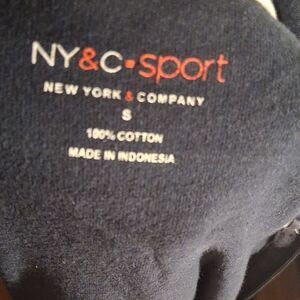 NY&C•sport
NEW YORK & COMPANY
S
100% COTTON
MADE IN INDONESIA